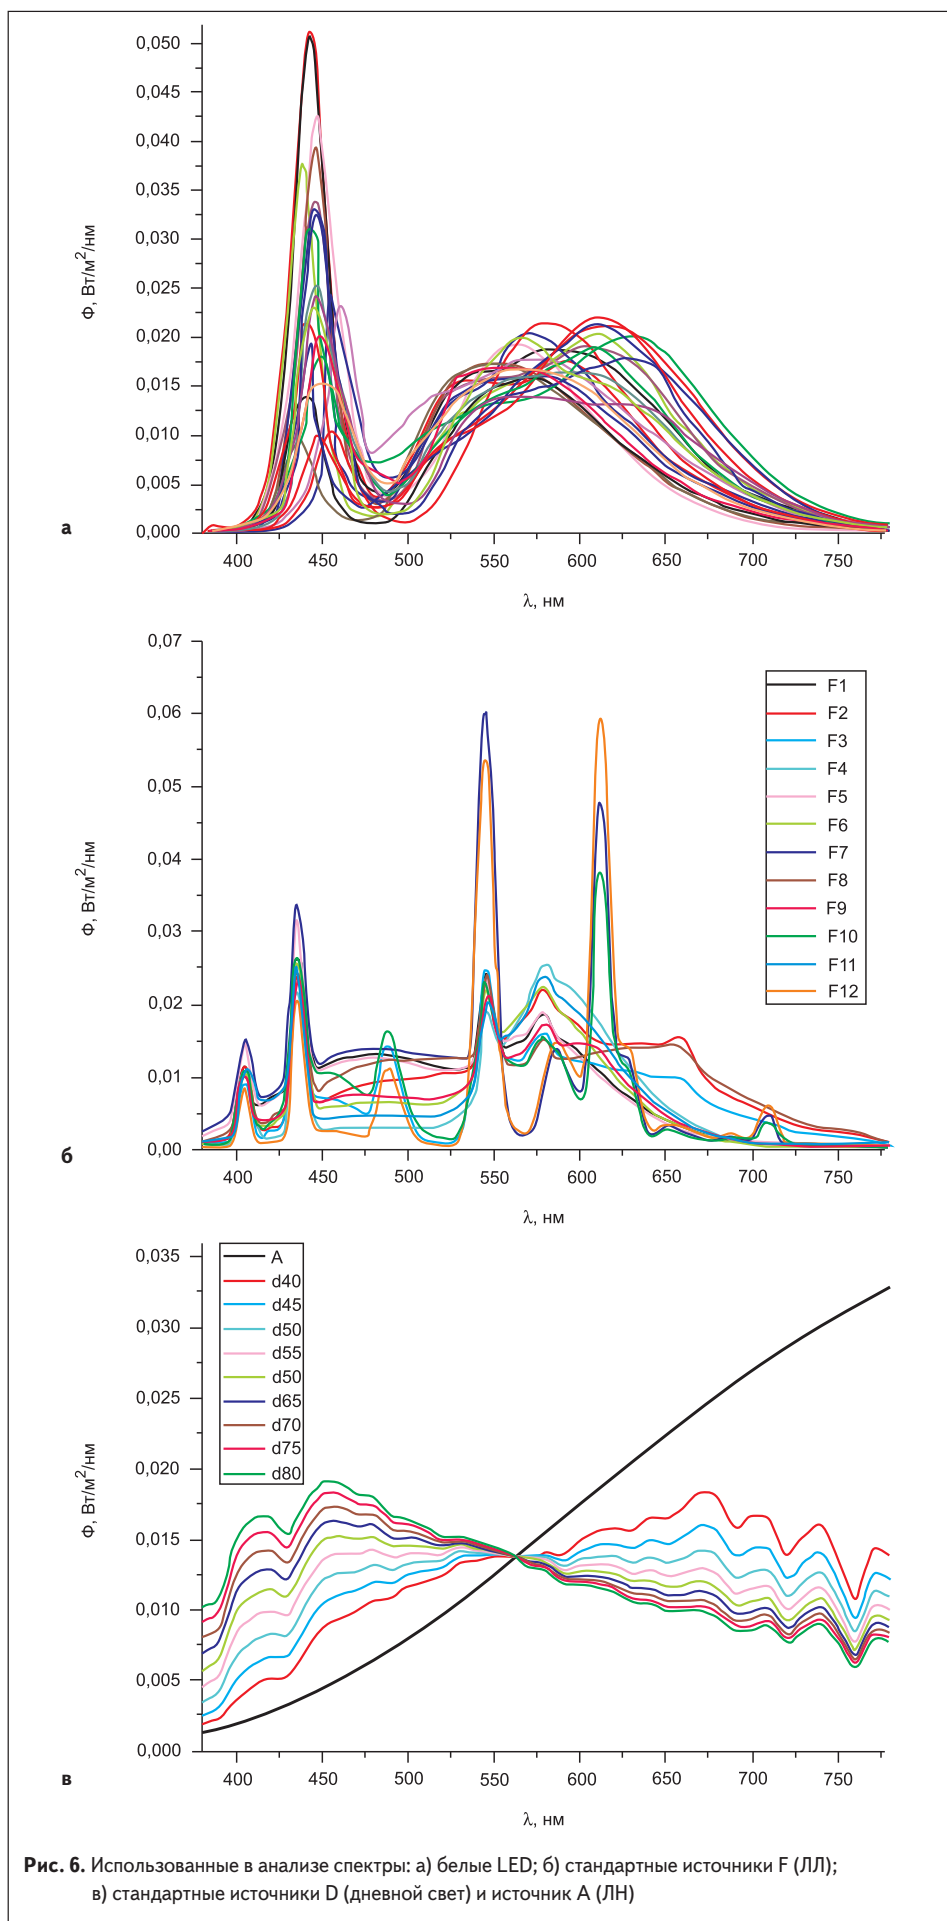 0,050
0,045
0,040
0,035
0,030
0,025
0,020
0,015
0,010
0,005
0,000
Φ, Вт/м²/нм
а
400 450 500 550 600 650 700 750
λ, нм
0,07
0,06
0,05
0,04
0,03
0,02
0,01
0,00
Φ, Вт/м²/нм
F1
F2
F3
F4
F5
F6
F7
F8
F9
F10
F11
F12
б
400 450 500 550 600 650 700 750
λ, нм
0,035
0,030
0,025
0,020
0,015
0,010
0,005
0,000
Φ, Вт/м²/нм
A
d40
d45
d50
d55
d50
d65
d70
d75
d80
в
400 450 500 550 600 650 700 750
λ, нм
Рис. 6. Использованные в анализе спектры: а) белые LED; б) стандартные источники F (ЛЛ);
в) стандартные источники D (дневной свет) и источник А (ЛН)